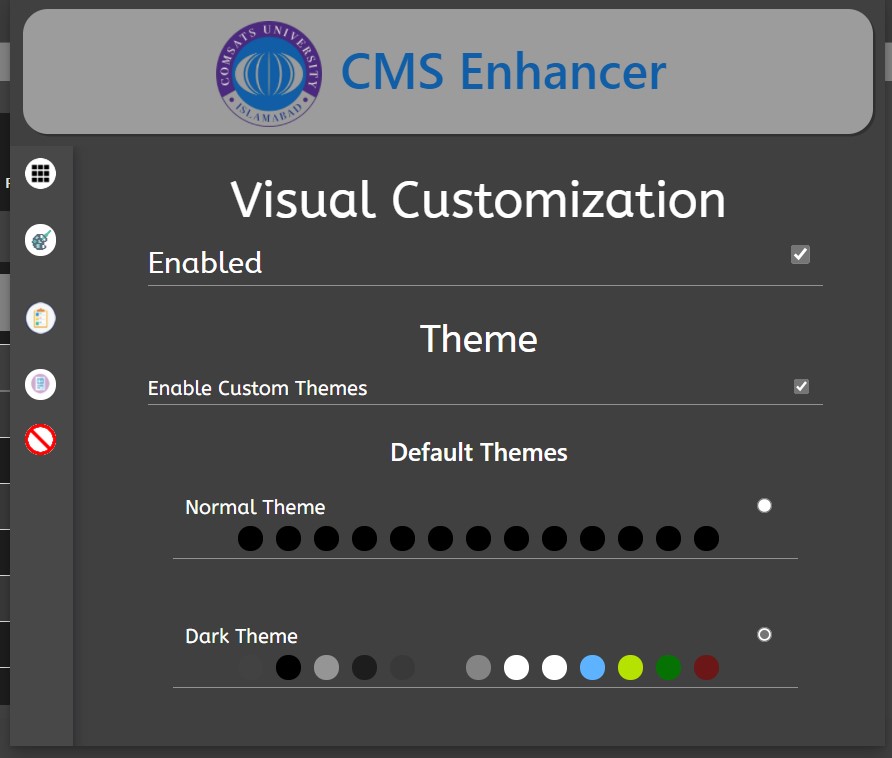 COMSATS UNIVERSITY
ISLAMABAD
CMS Enhancer
Visual Customization
Enabled
Theme
Enable Custom Themes
Default Themes
Normal Theme
Dark Theme